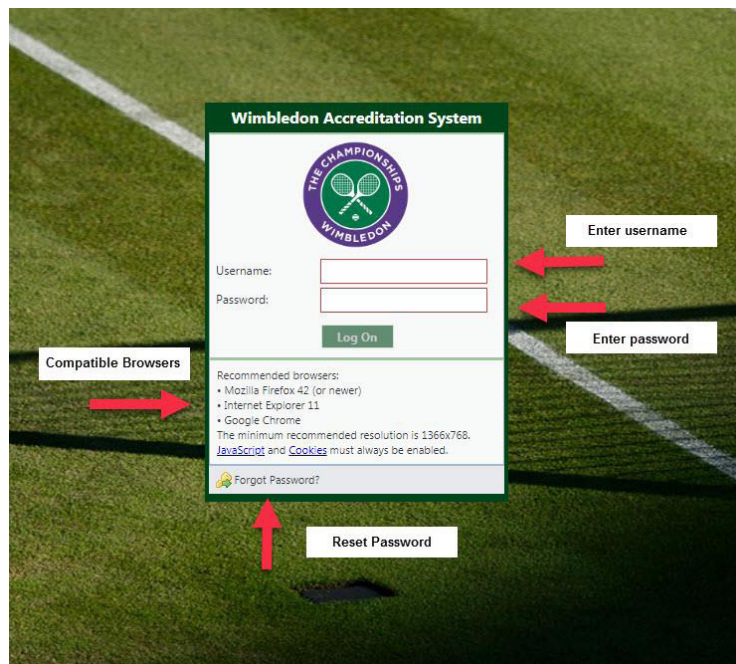 Wimbledon Accreditation System
THE CHAMPIONSHIPS
WIMBLEDON
Enter username
Username:
Password:
Enter password
Log On
Compatible Browsers
Recommended browsers:
• Mozilla Firefox 42 (or newer)
• Internet Explorer 11
• Google Chrome
The minimum recommended resolution is 1366x768.
JavaScript and Cookies must always be enabled.
Forgot Password?
Reset Password